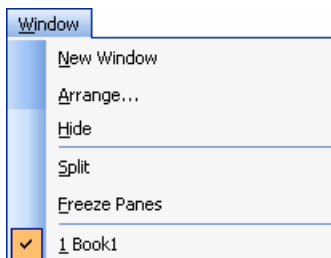 Window
New Window
Arrange...
Hide
Split
Freeze Panes
1 Book1